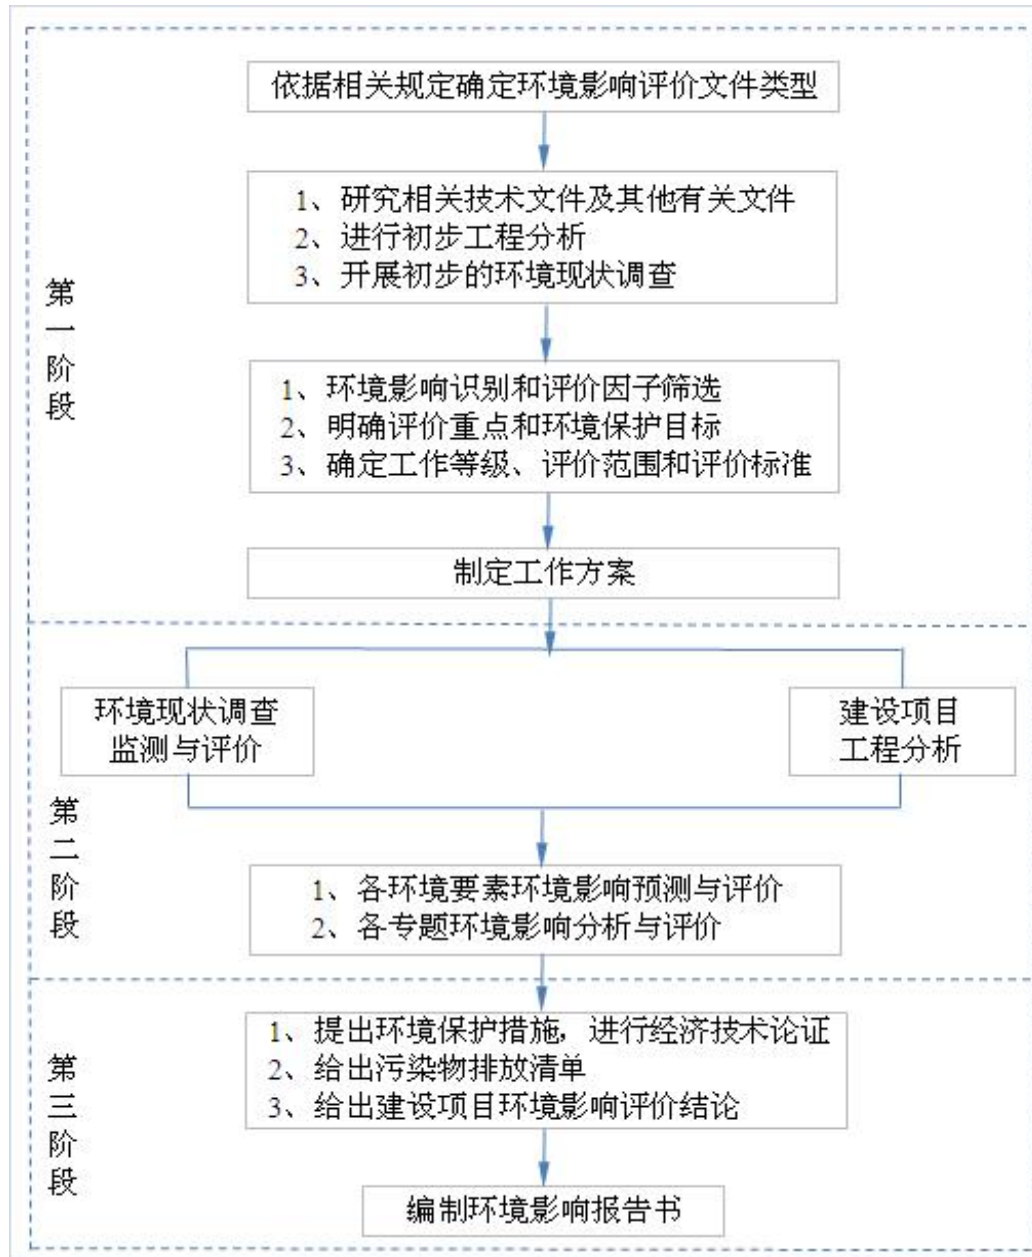 依据相关规定确定环境影响评价文件类型
1、研究相关技术文件及其他有关文件
2、进行初步工程分析
3、开展初步的环境现状调查
第一阶段
1、环境影响识别和评价因子筛选
2、明确评价重点和环境保护目标
3、确定工作等级、评价范围和评价标准
制定工作方案
环境现状调查
监测与评价
建设项目
工程分析
第二阶段
1、各环境要素环境影响预测与评价
2、各专题环境影响分析与评价
第三阶段
1、提出环境保护措施，进行经济技术论证
2、给出污染物排放清单
3、给出建设项目环境影响评价结论
编制环境影响报告书